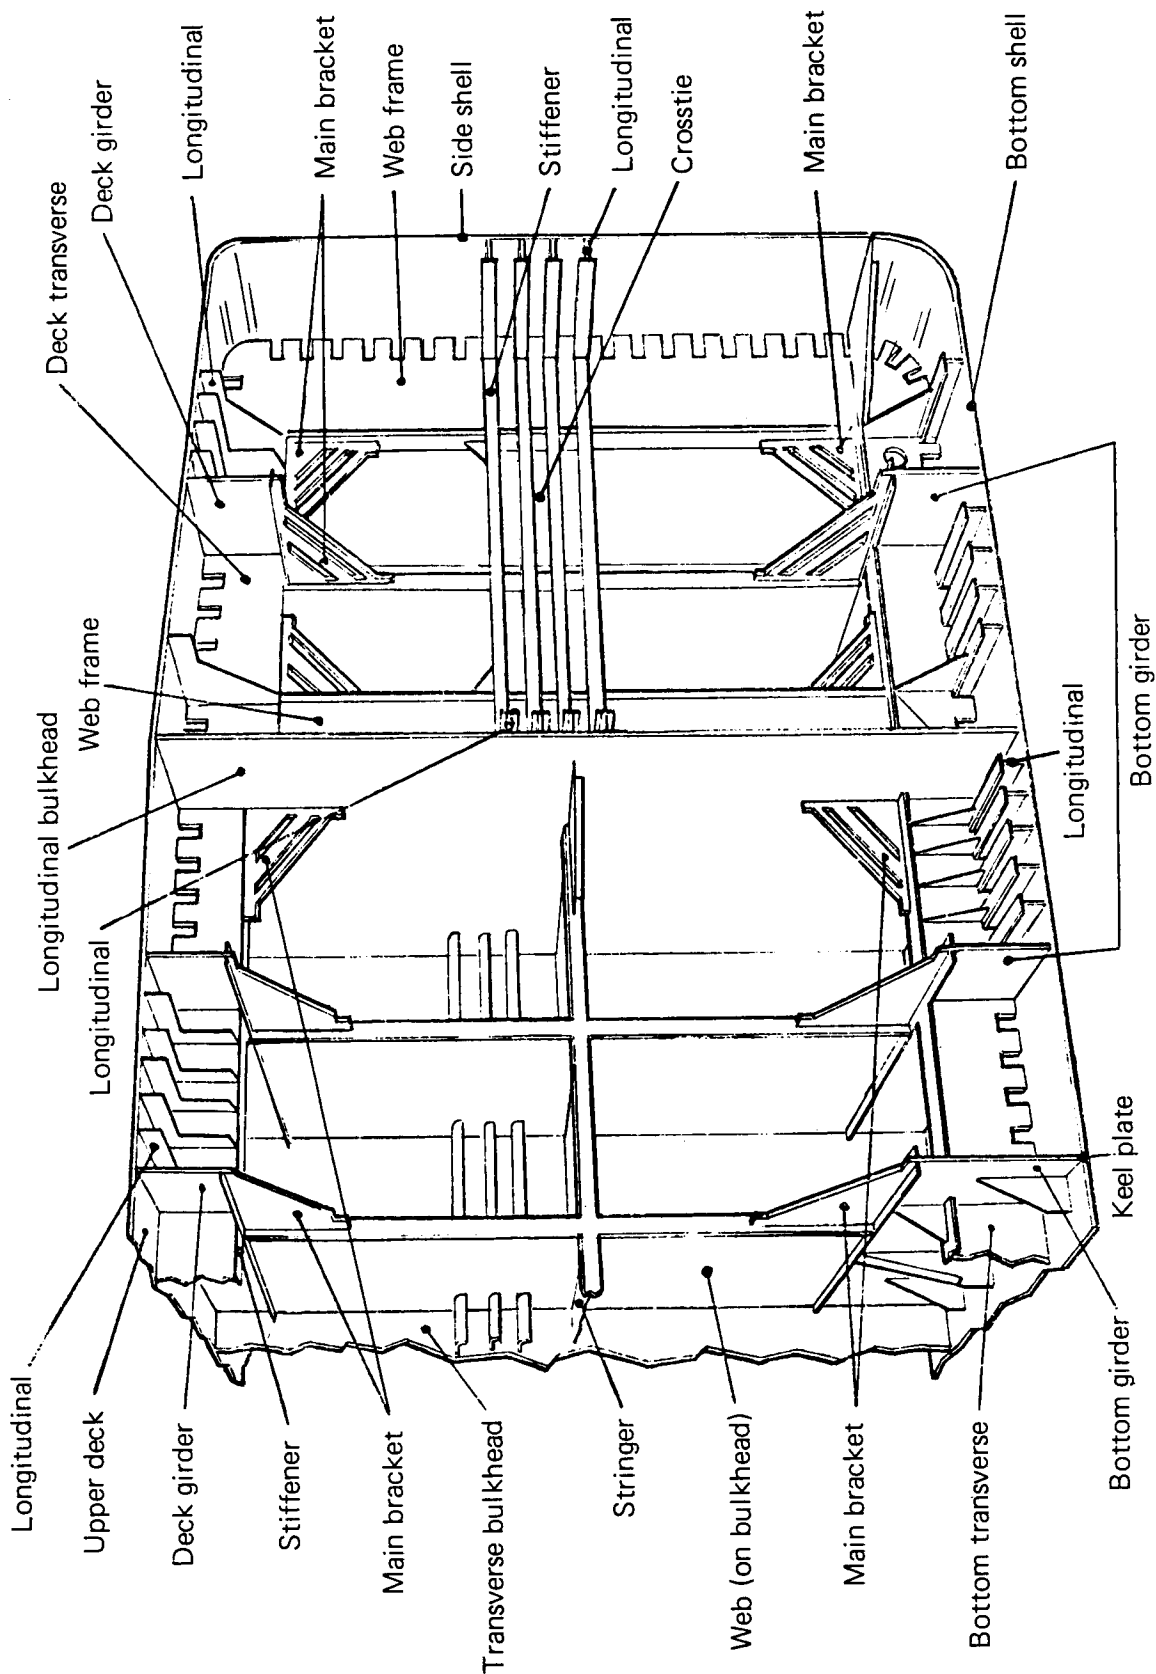 Longitudinal
Upper deck
Deck girder
Stiffener
Main bracket
Transverse bulkhead
Stringer
Web (on bulkhead)
Main bracket
Bottom transverse
Bottom girder
Keel plate
Longitudinal
Longitudinal bulkhead
Web frame
Longitudinal
Bottom girder
Deck transverse
Deck girder
Longitudinal
Main bracket
Web frame
Side shell
Stiffener
Longitudinal
Crosstie
Main bracket
Bottom shell